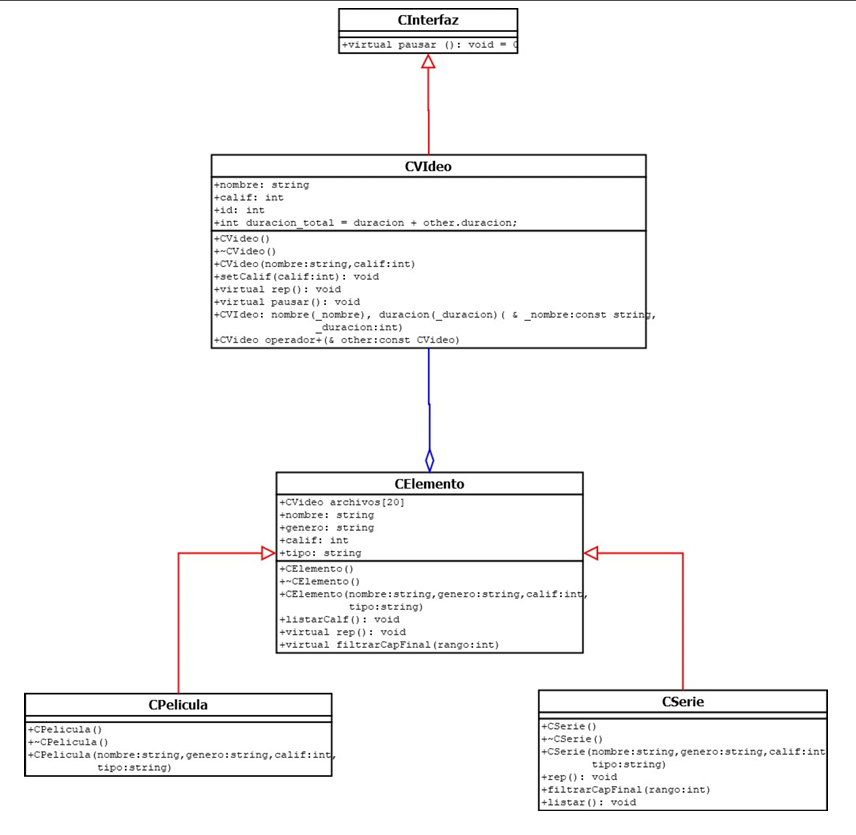 CInterfaz
+virtual pausar (): void = 0
CVIdeo
+nombre: string
+calif: int
+id: int
+int duracion_total = duracion + other.duracion;
+CVideo()
+~CVideo()
+CVideo(nombre:string,calif:int)
+setCalif(calif:int): void
+virtual rep(): void
+virtual pausar(): void
+CVIdeo: nombre(_nombre), duracion(_duracion)( & _nombre:const string,
_duracion:int)
+CVideo operador+(& other:const CVideo)
CElemento
+CVideo archivos[20]
+nombre: string
+genero: string
+calif: int
+tipo: string
+CElemento()
+~CElemento()
+CElemento(nombre:string,genero:string,calif:int,
tipo:string)
+listarCalf(): void
+virtual rep(): void
+virtual filtrarCapFinal(rango:int)
CPelicula
+CPelicula()
+~CPelicula()
+CPelicula(nombre:string,genero:string,calif:int,
tipo:string)
CSerie
+CSerie()
+~CSerie()
+CSerie(nombre:string,genero:string,calif:int
tipo:string)
+rep(): void
+filtrarCapFinal(rango:int)
+listar(): void